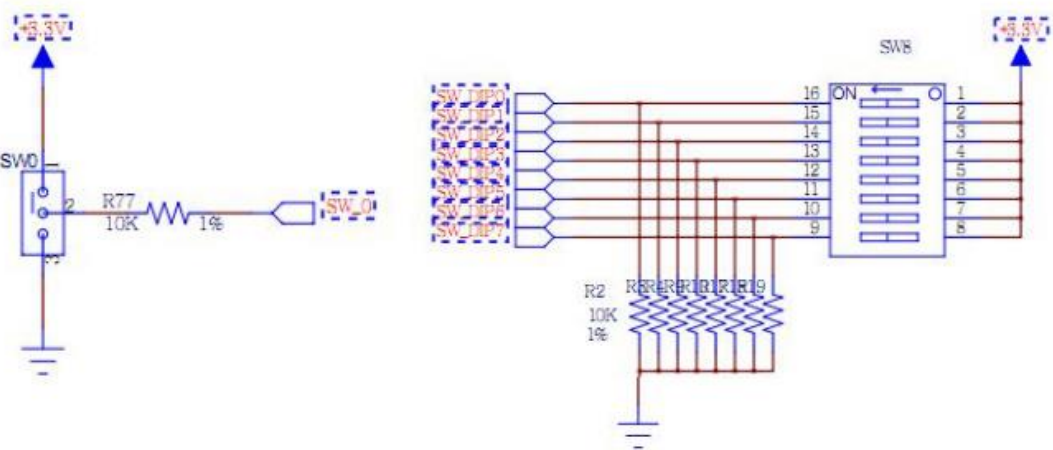 +3.3V
SW0
1
2
3
R77
10K
1%
SW_0
SW_DIP0
SW_DIP1
SW_DIP2
SW_DIP3
SW_DIP4
SW_DIP5
SW_DIP6
SW_DIP7
SW8
+3.3V
16
15
14
13
12
11
10
9
ON
1
2
3
4
5
6
7
8
R2
10K
1%